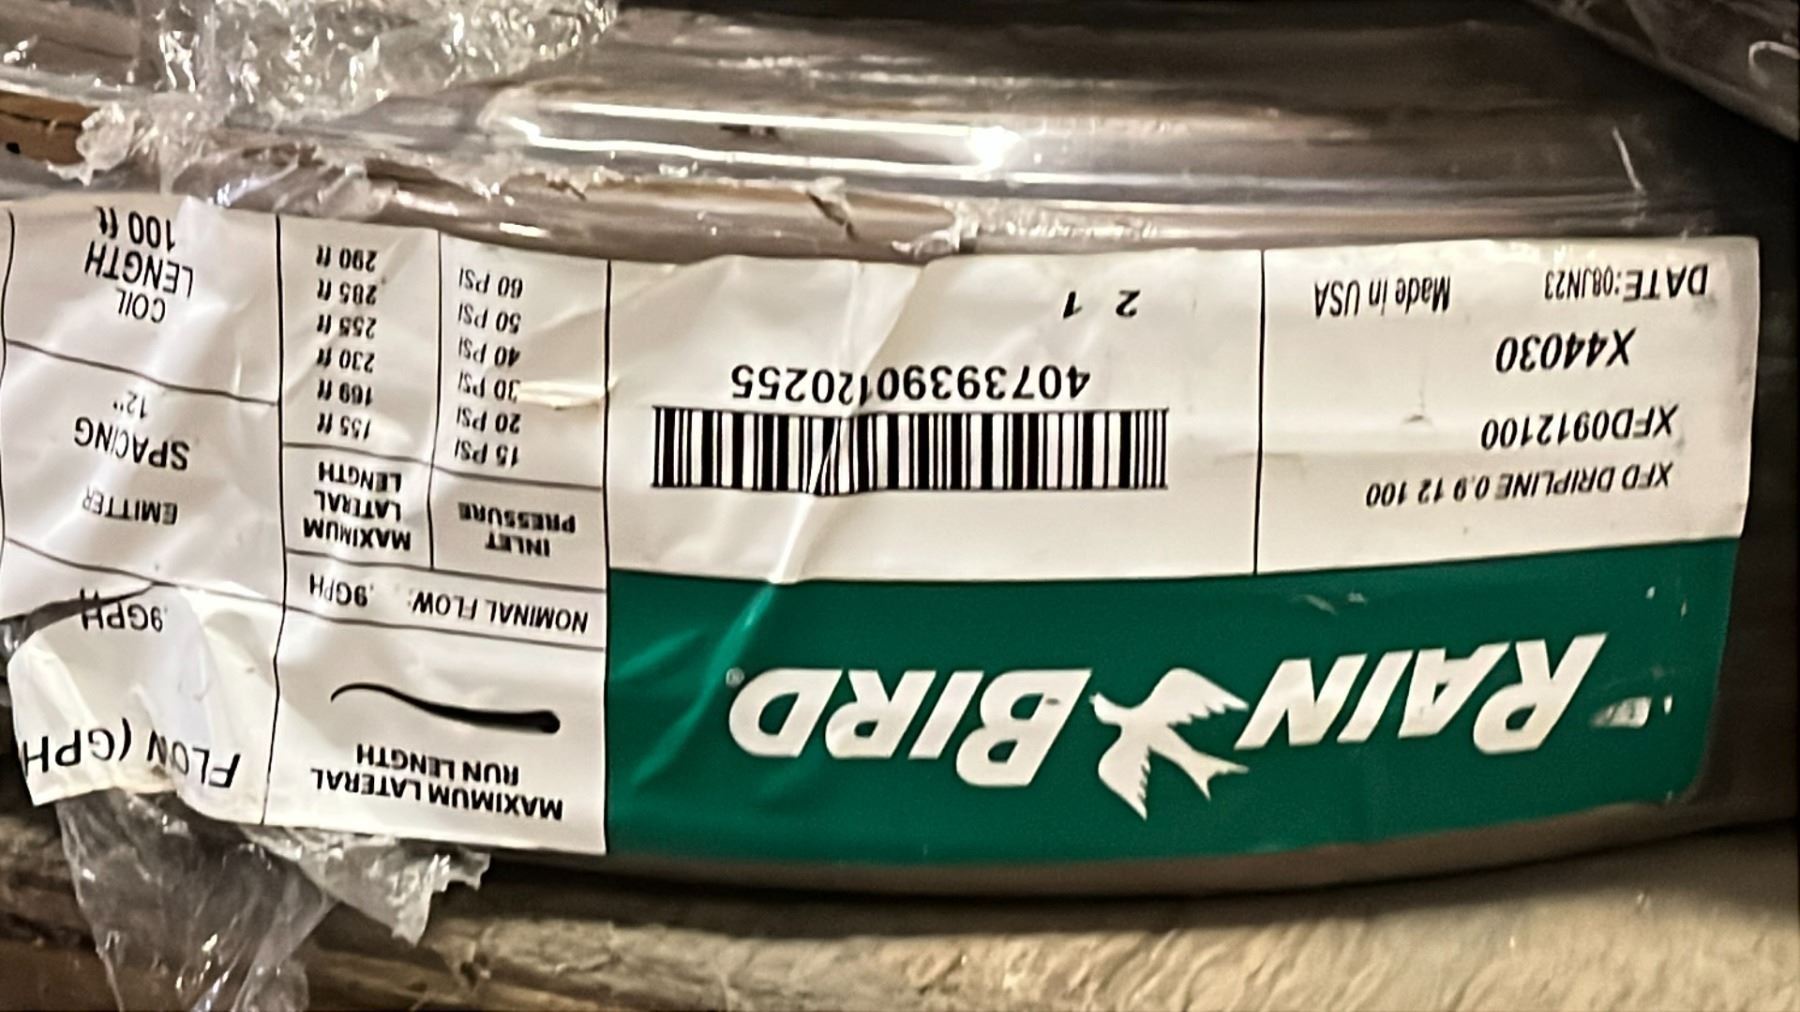 RAIN BIRD®
XFD DRIPLINE 0.9 12 100
XFD0912100
X44030
DATE:08JN23 Made in USA
40739390120255
2 1
MAXIMUM LATERAL
RUN LENGTH
NOMINAL FLOW: .9GPH
INLET
PRESSURE
MAXIMUM
LATERAL
LENGTH
15 PSI 155 ft
20 PSI 169 ft
30 PSI 230 ft
40 PSI 255 ft
50 PSI 285 ft
60 PSI 290 ft
FLOW (GPH
.9GPH
EMITTER
SPACING
12"
COIL
LENGTH
100 ft